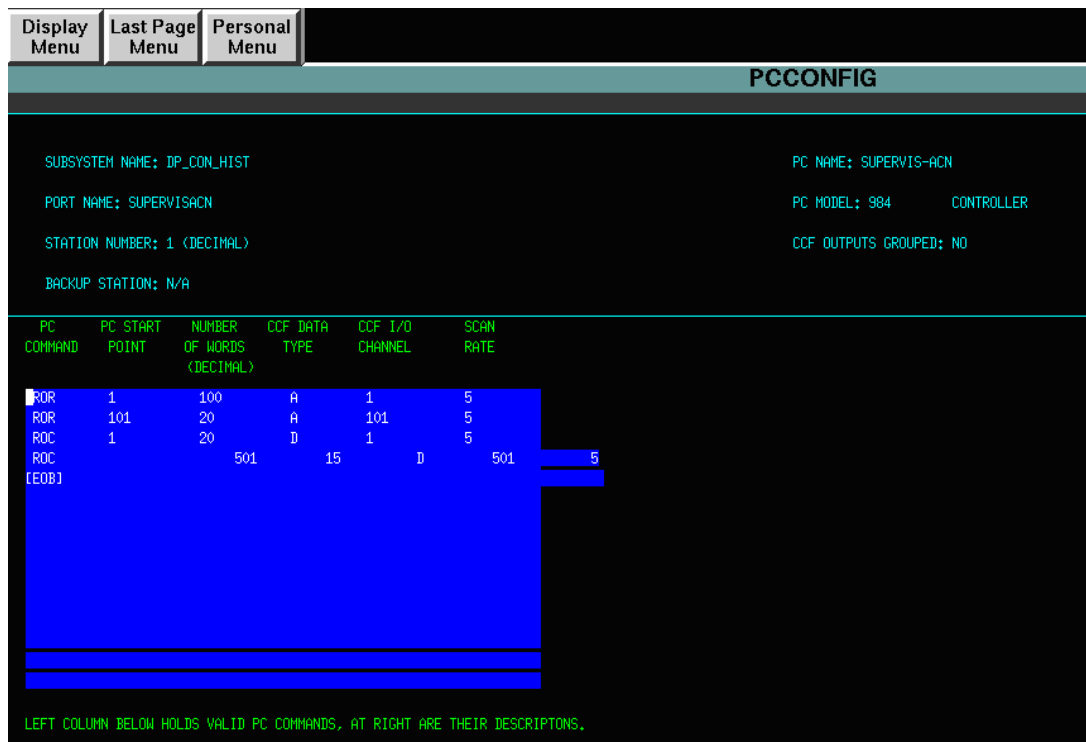 Display Menu
Last Page Menu
Personal Menu
PCCONFIG
SUBSYSTEM NAME: DP_CON_HIST
PC NAME: SUPERVIS-ACN
PORT NAME: SUPERVISACN
PC MODEL: 984 CONTROLLER
STATION NUMBER: 1 (DECIMAL)
CCF OUTPUTS GROUPED: NO
BACKUP STATION: N/A
PC PC START NUMBER CCF DATA CCF I/O SCAN
COMMAND POINT OF WORDS TYPE CHANNEL RATE
(DECIMAL)
ROR 1 100 A 1 5
ROR 101 20 A 101 5
ROC 1 20 D 1 5
ROC 501 15 D 501 5
[EOB]
LEFT COLUMN BELOW HOLDS VALID PC COMMANDS, AT RIGHT ARE THEIR DESCRIPTONS.